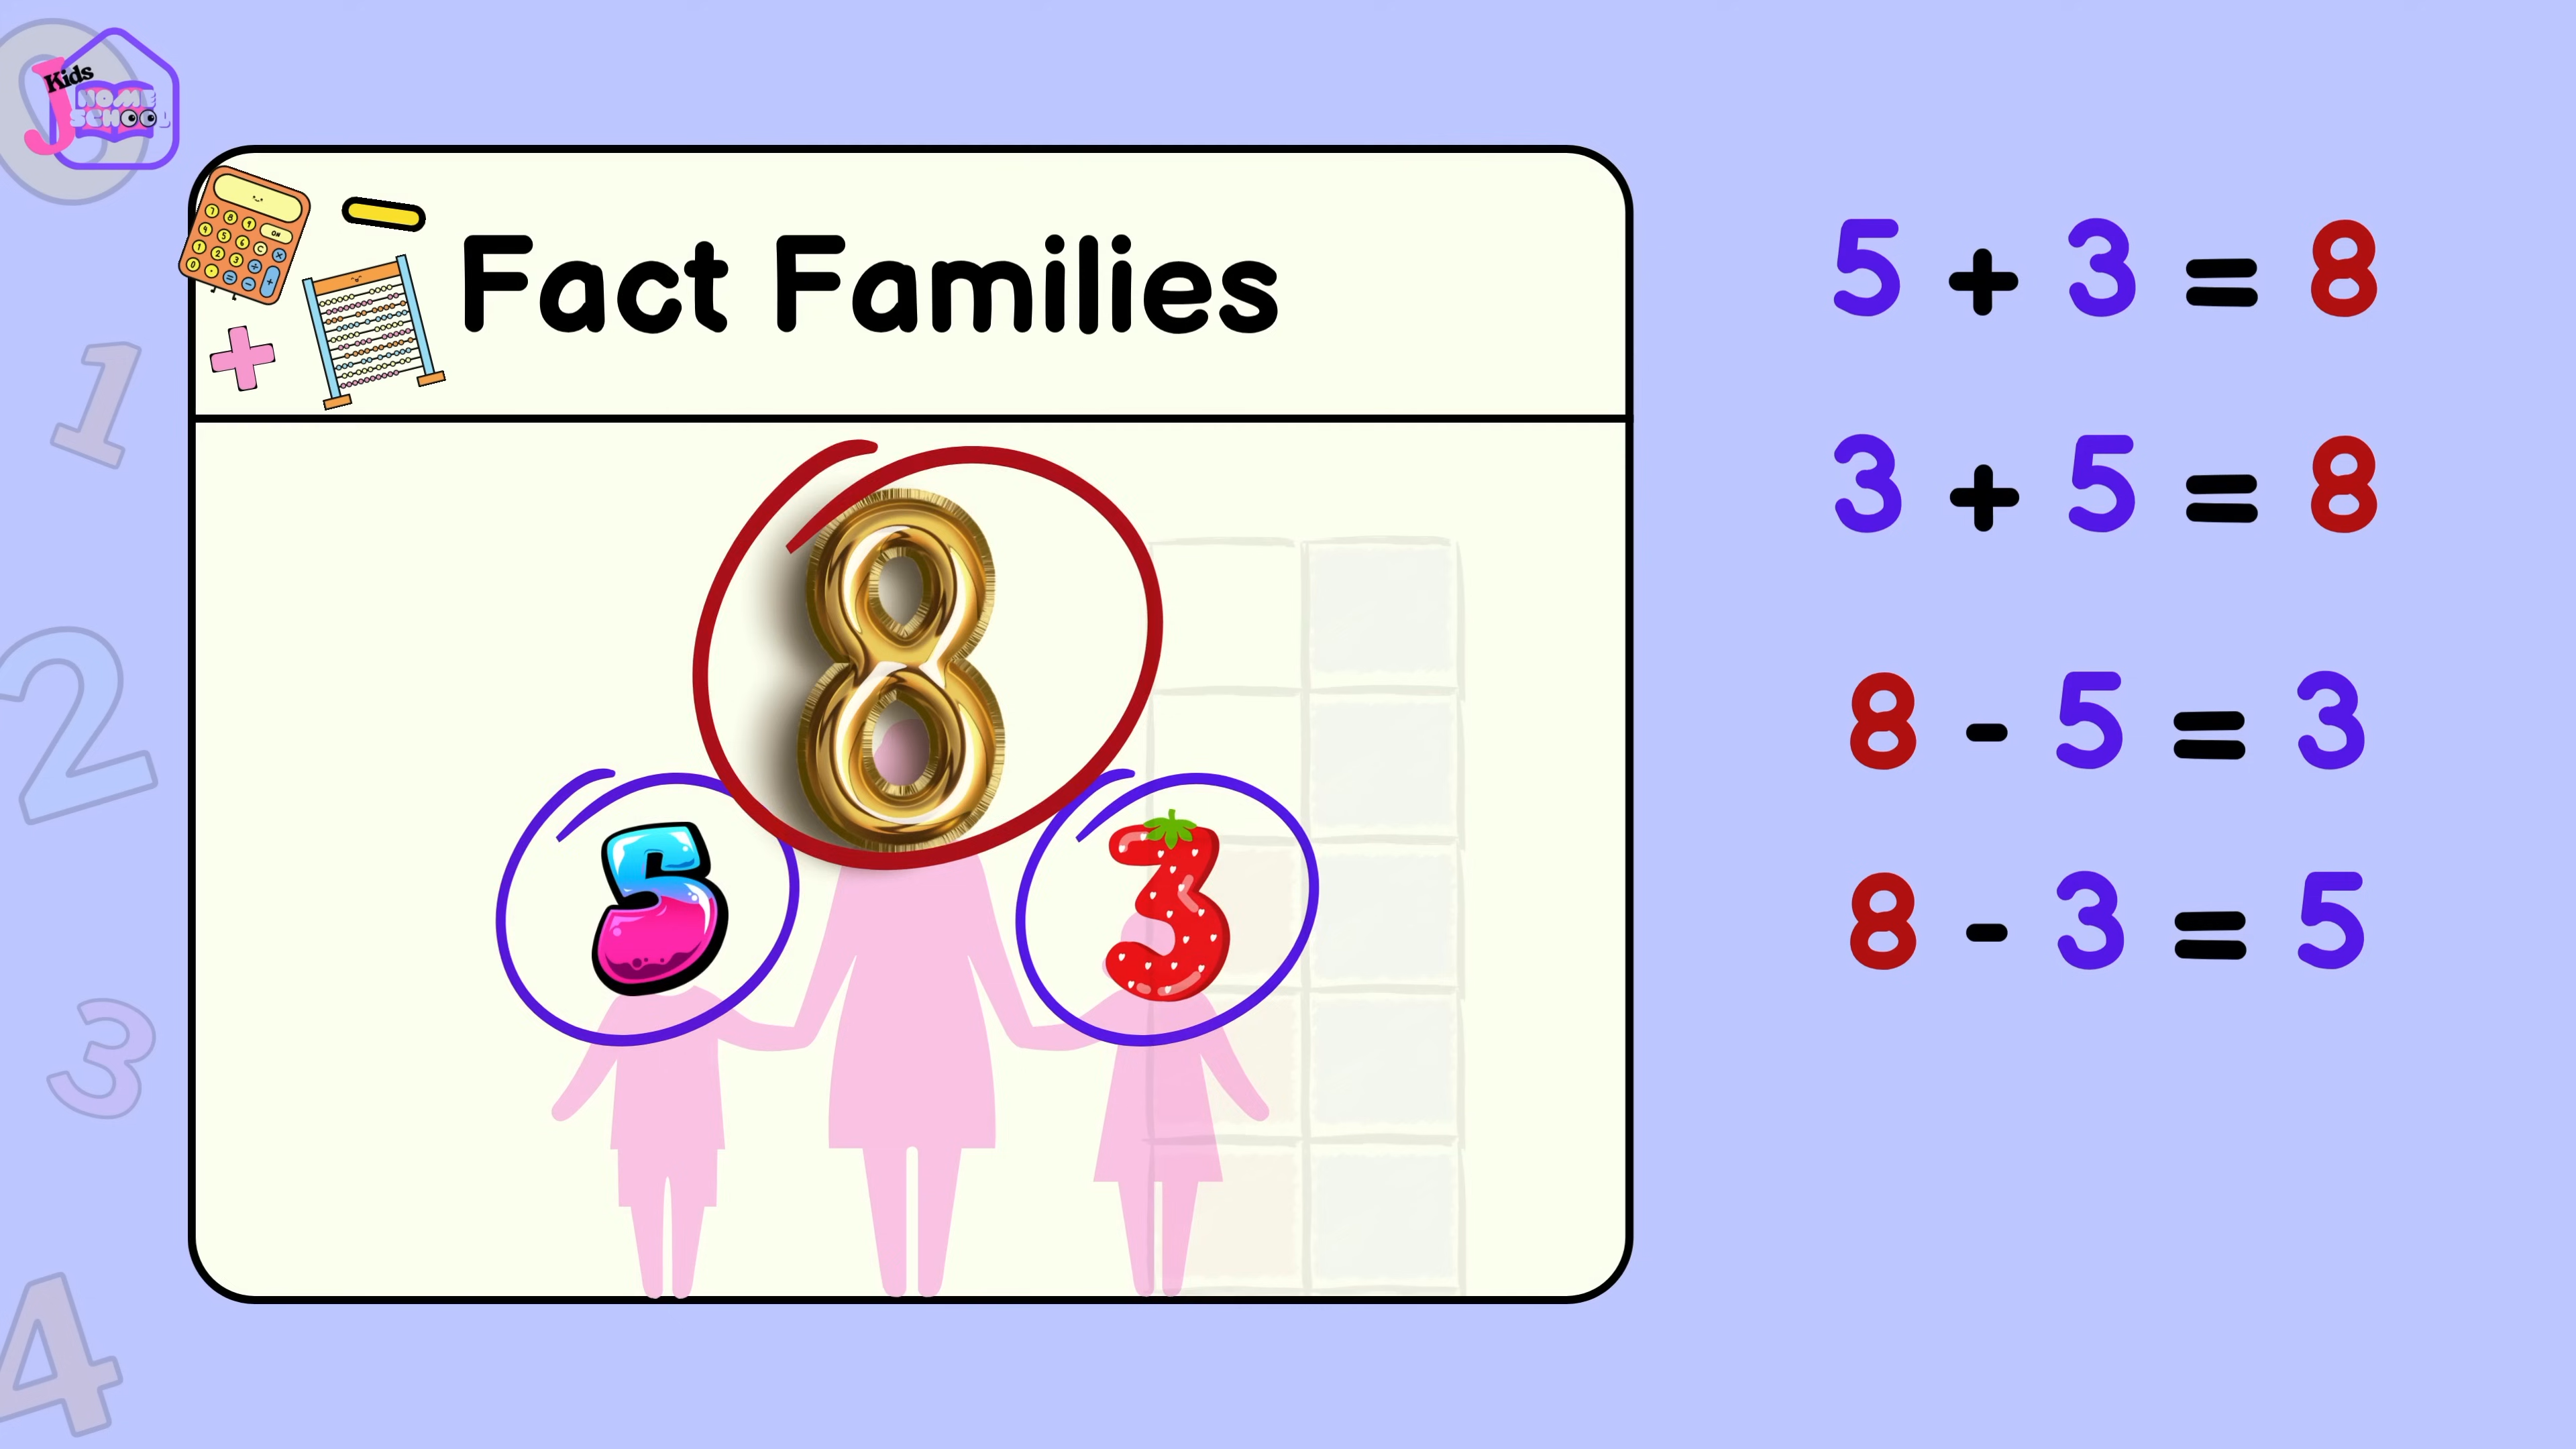 Kids
J HOME
SCHOOL
Fact Families
5 + 3 = 8
3 + 5 = 8
8 - 5 = 3
8 - 3 = 5
8
5
3
1
2
3
4